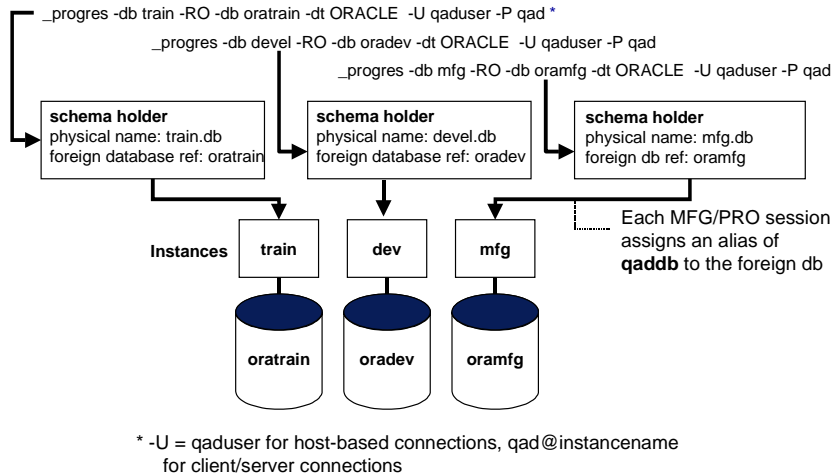 _progres -db train -RO -db oratrain -dt ORACLE -U qaduser -P qad *
_progres -db devel -RO -db oradev -dt ORACLE -U qaduser -P qad
_progres -db mfg -RO -db oramfg -dt ORACLE -U qaduser -P qad
schema holder
physical name: train.db
foreign database ref: oratrain
schema holder
physical name: devel.db
foreign database ref: oradev
schema holder
physical name: mfg.db
foreign db ref: oramfg
Each MFG/PRO session
assigns an alias of
qaddb to the foreign db
Instances
train
dev
mfg
oratrain
oradev
oramfg
* -U = qaduser for host-based connections, qad@instancename
for client/server connections